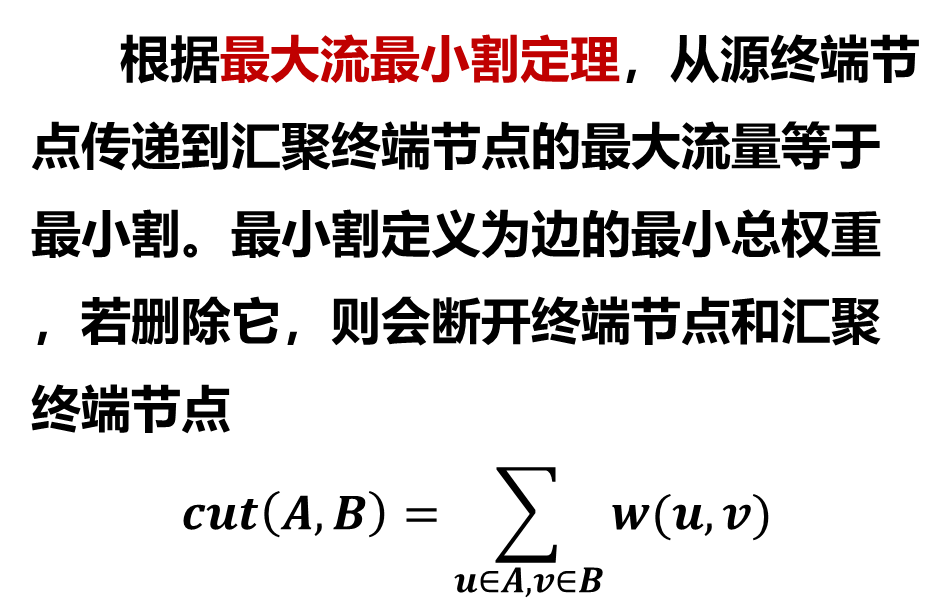 根据最大流最小割定理，从源终端节
点传递到汇聚终端节点的最大流量等于
最小割。最小割定义为边的最小总权重
，若删除它，则会断开终端节点和汇聚
终端节点
cut(A,B) = ∑ w(u,v)
u∈A,v∈B